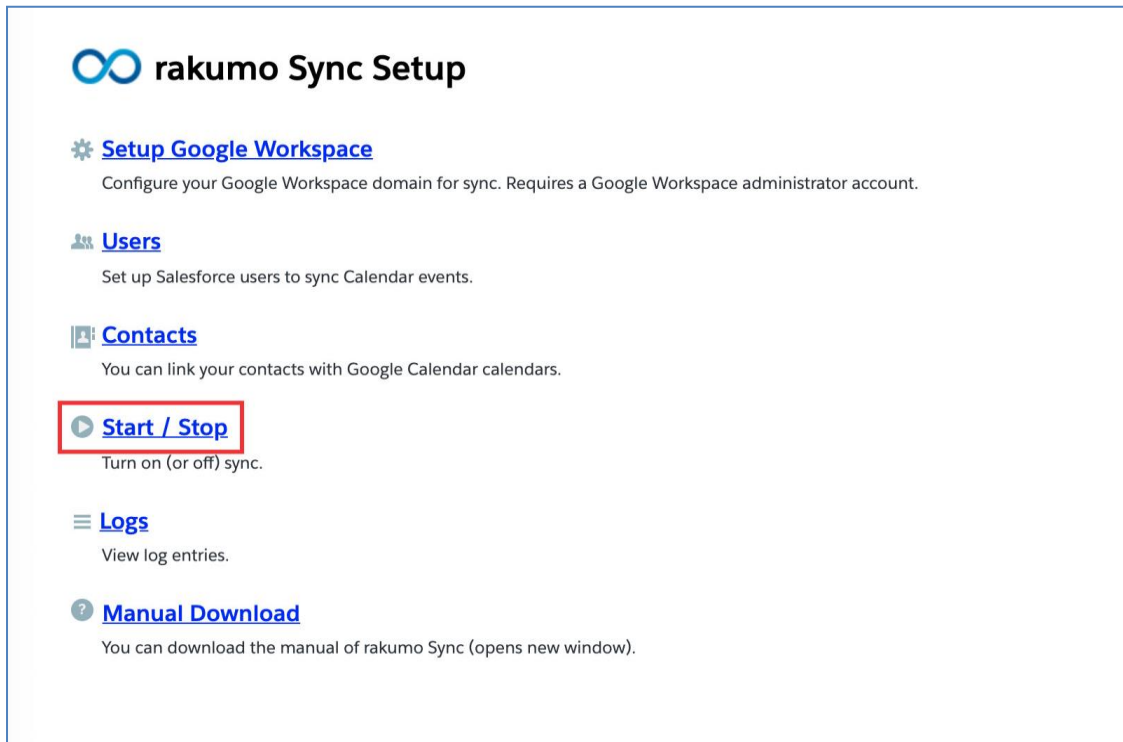 rakumo Sync Setup
Setup Google Workspace
Configure your Google Workspace domain for sync. Requires a Google Workspace administrator account.
Users
Set up Salesforce users to sync Calendar events.
Contacts
You can link your contacts with Google Calendar calendars.
Start / Stop
Turn on (or off) sync.
Logs
View log entries.
Manual Download
You can download the manual of rakumo Sync (opens new window).